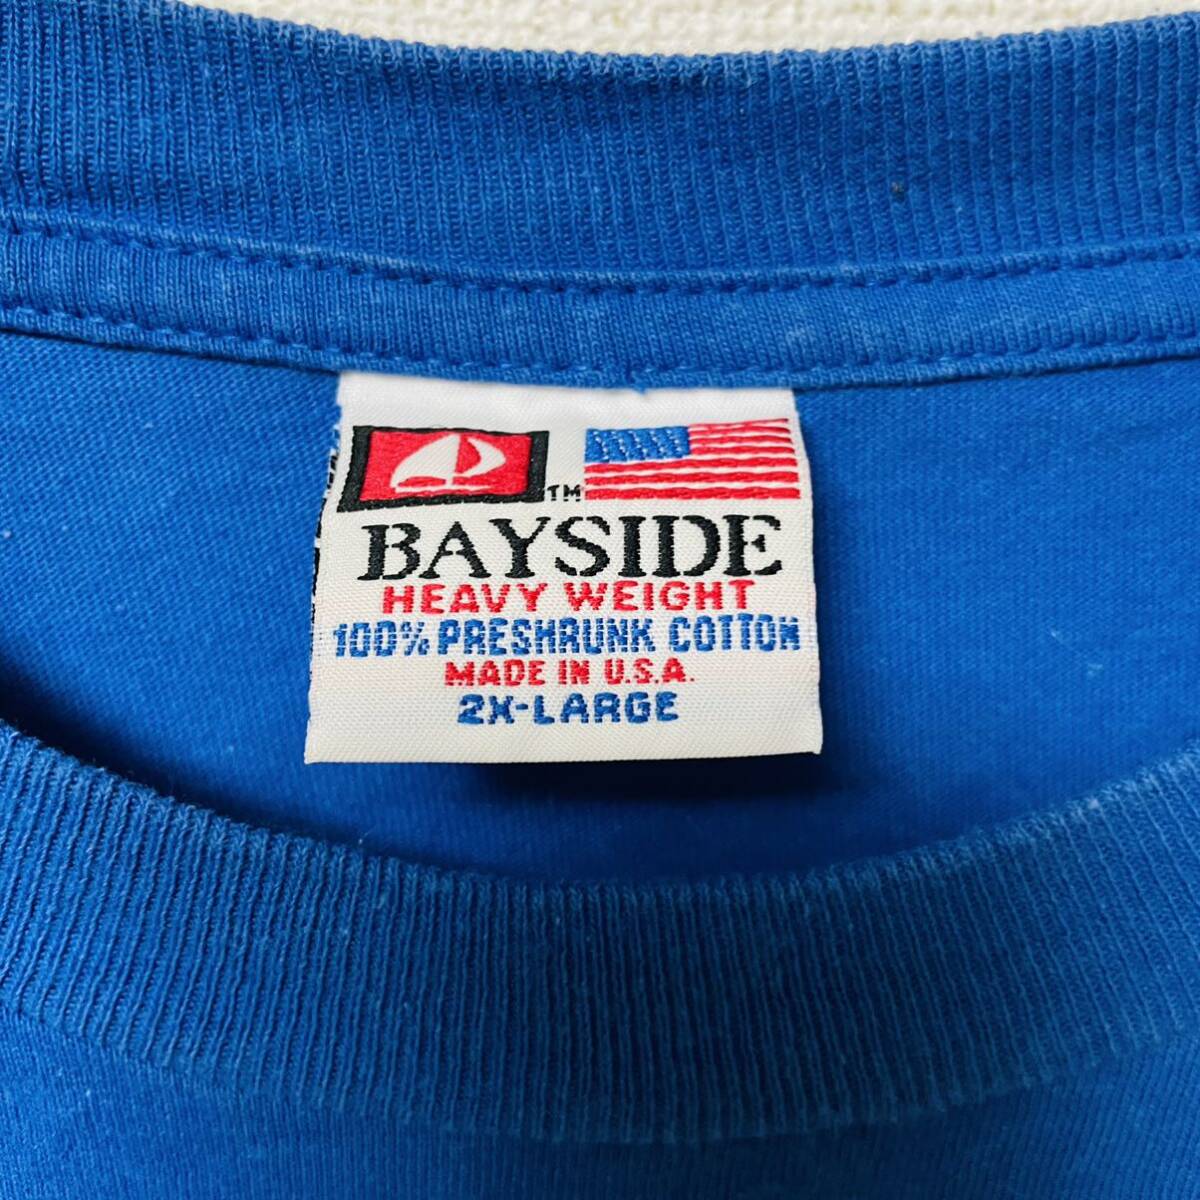 TM
BAYSIDE
HEAVY WEIGHT
100% PRESHRUNK COTTON
MADE IN U.S.A.
2X-LARGE